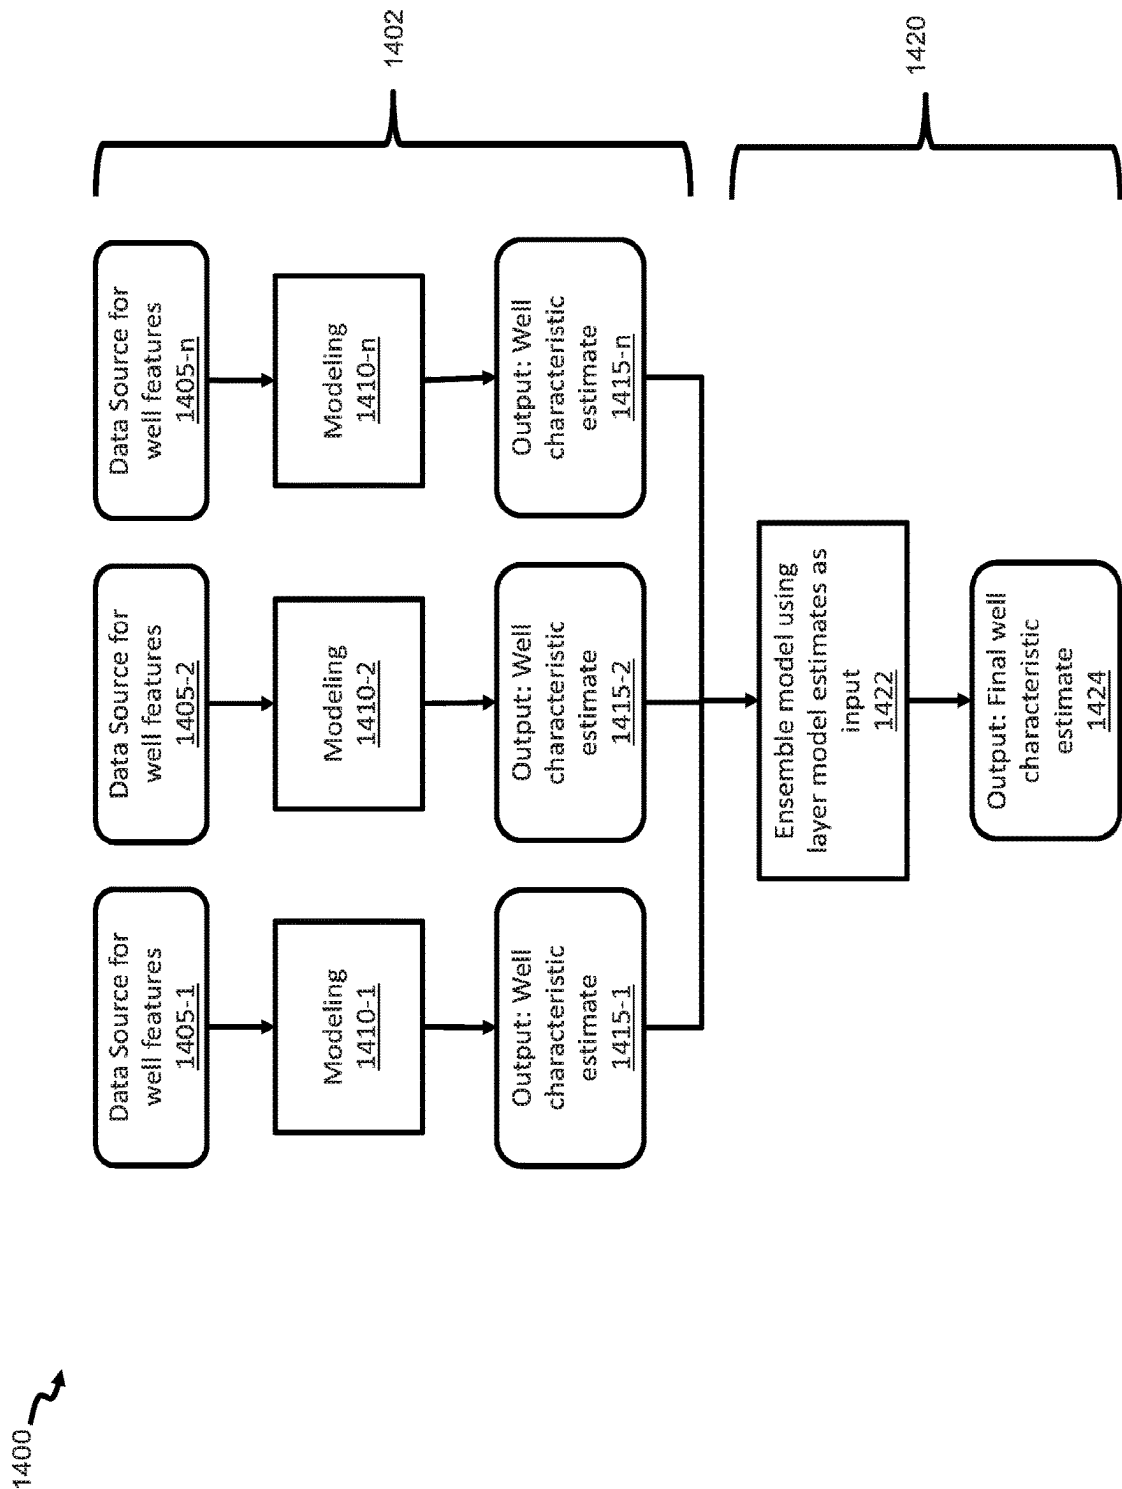 1400
Data Source for
well features
1405-1
Data Source for
well features
1405-2
Data Source for
well features
1405-n
Modeling
1410-1
Modeling
1410-2
Modeling
1410-n
Output: Well
characteristic
estimate
1415-1
Output: Well
characteristic
estimate
1415-2
Output: Well
characteristic
estimate
1415-n
1402
Ensemble model using
layer model estimates as
input
1422
Output: Final well
characteristic
estimate
1424
1420